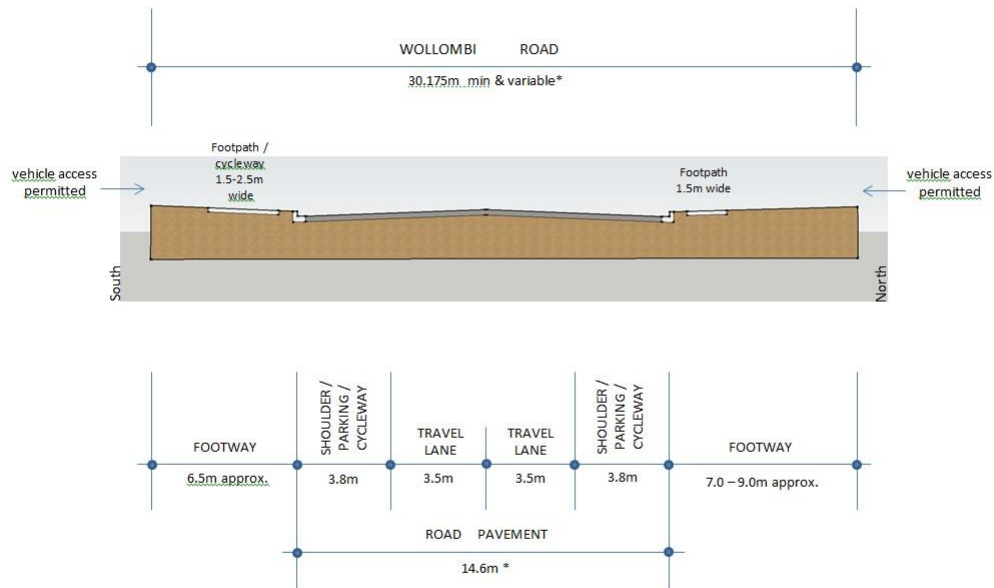 WOLLOMBI ROAD
30.175m min & variable*
Footpath /
cycleway
1.5-2.5m
wide
Footpath
1.5m wide
vehicle access
permitted
vehicle access
permitted
South
North
SHOULDER /
PARKING /
CYCLEWAY
SHOULDER /
PARKING /
CYCLEWAY
FOOTWAY
TRAVEL
LANE
TRAVEL
LANE
FOOTWAY
6.5m approx.
3.8m
3.5m
3.5m
3.8m
7.0 – 9.0m approx.
ROAD PAVEMENT
14.6m *